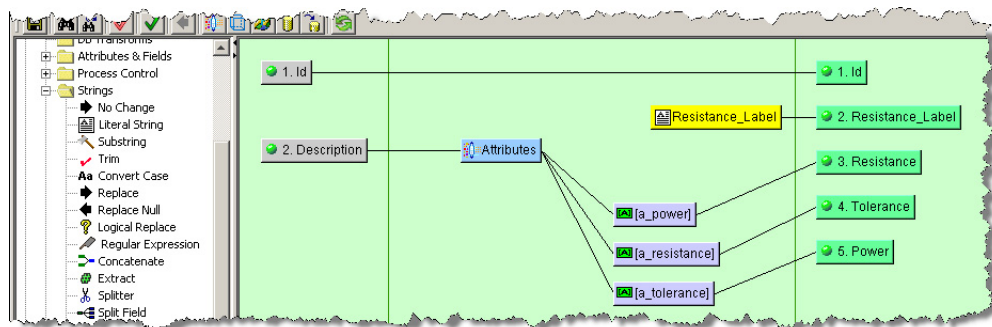 DB Transforms
Attributes & Fields
Process Control
Strings
No Change
Literal String
Substring
Trim
Aa Convert Case
Replace
Replace Null
Logical Replace
Regular Expression
Concatenate
Extract
Splitter
Split Field
1. Id
1. Id
Resistance_Label
2. Resistance_Label
2. Description
Attributes
3. Resistance
[a_power]
4. Tolerance
[a_resistance]
5. Power
[a_tolerance]